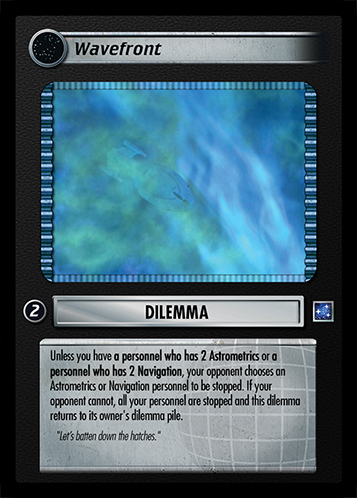 Wavefront
2
DILEMMA
Unless you have a personnel who has 2 Astrometrics or a
personnel who has 2 Navigation, your opponent chooses an
Astrometrics or Navigation personnel to be stopped. If your
opponent cannot, all your personnel are stopped and this dilemma
returns to its owner's dilemma pile.
"Let's batten down the hatches."